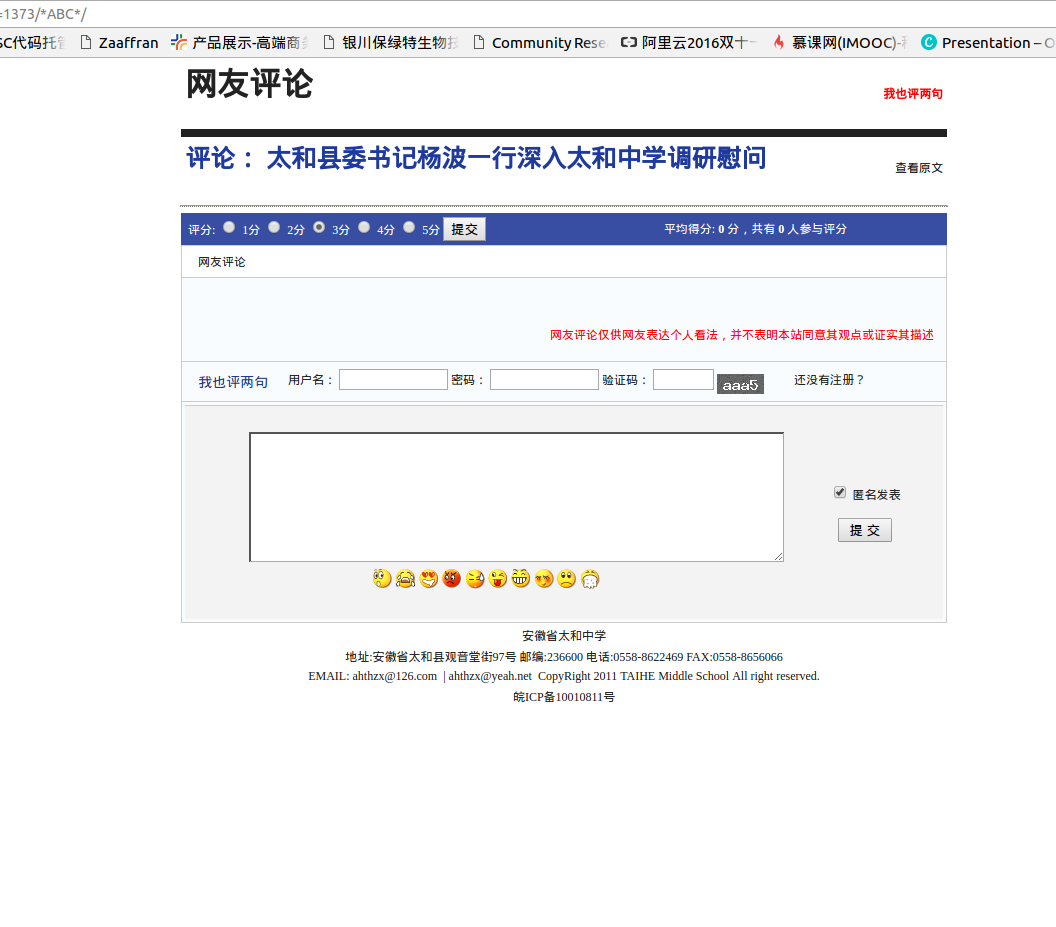 =1373/*ABC*/
SC代码托管 Zaaffran 产品展示-高端商务 银川保绿特生物技 Community Rese 阿里云2016双十一 慕课网(IMOOC)- Presentation – C
网友评论
我也评两句
评论： 太和县委书记杨波一行深入太和中学调研慰问
查看原文
评分: 1分 2分 3分 4分 5分 提交 平均得分: 0 分，共有 0 人参与评分
网友评论
网友评论仅供网友表达个人看法，并不表明本站同意其观点或证实其描述
我也评两句 用户名： 密码： 验证码： aaa5 还没有注册？
匿名发表
提 交
安徽省太和中学
地址:安徽省太和县观音堂街97号 邮编:236600 电话:0558-8622469 FAX:0558-8656066
EMAIL: ahthzx@126.com | ahthzx@yeah.net CopyRight 2011 TAIHE Middle School All right reserved.
皖ICP备10010811号